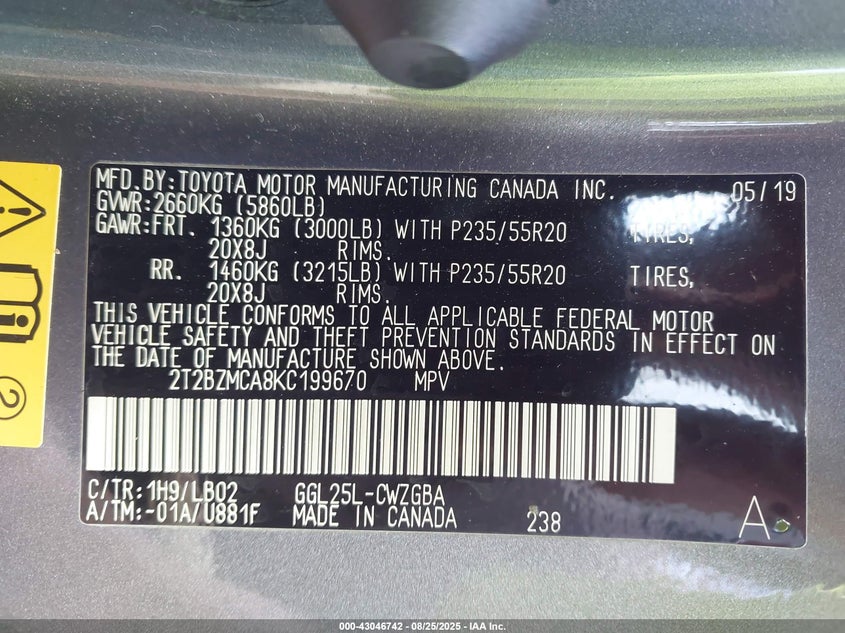 MFD.BY:TOYOTA MOTOR MANUFACTURING CANADA INC. 05/19
GVWR:2660KG (5860LB)
GAWR:FRT. 1360KG (3000LB) WITH P235/55R20 TIRES,
20X8J RIMS.
RR. 1460KG (3215LB) WITH P235/55R20 TIRES,
20X8J RIMS.
THIS VEHICLE CONFORMS TO ALL APPLICABLE FEDERAL MOTOR
VEHICLE SAFETY AND THEFT PREVENTION STANDARDS IN EFFECT ON
THE DATE OF MANUFACTURE SHOWN ABOVE.
2T2BZMCA8KC199670 MPV
C/TR:1H9/LB02 GGL25L-CWZGBA
A/TM:-01A/U881F MADE IN CANADA 238 A
2
000-43046742 - 08/25/2025 - IAA Inc.